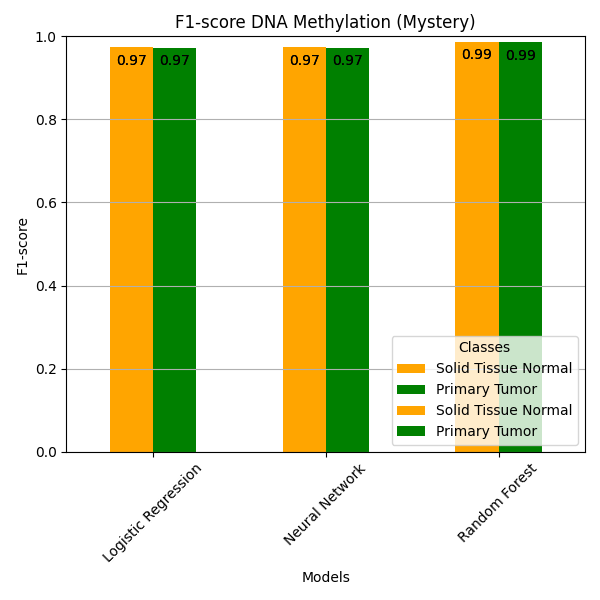 F1-score DNA Methylation (Mystery)
1.0
0.8
0.6
0.4
0.2
0.0
F1-score
0.97 0.97
0.97 0.97
0.99 0.99
Classes
Solid Tissue Normal
Primary Tumor
Solid Tissue Normal
Primary Tumor
Logistic Regression
Neural Network
Random Forest
Models